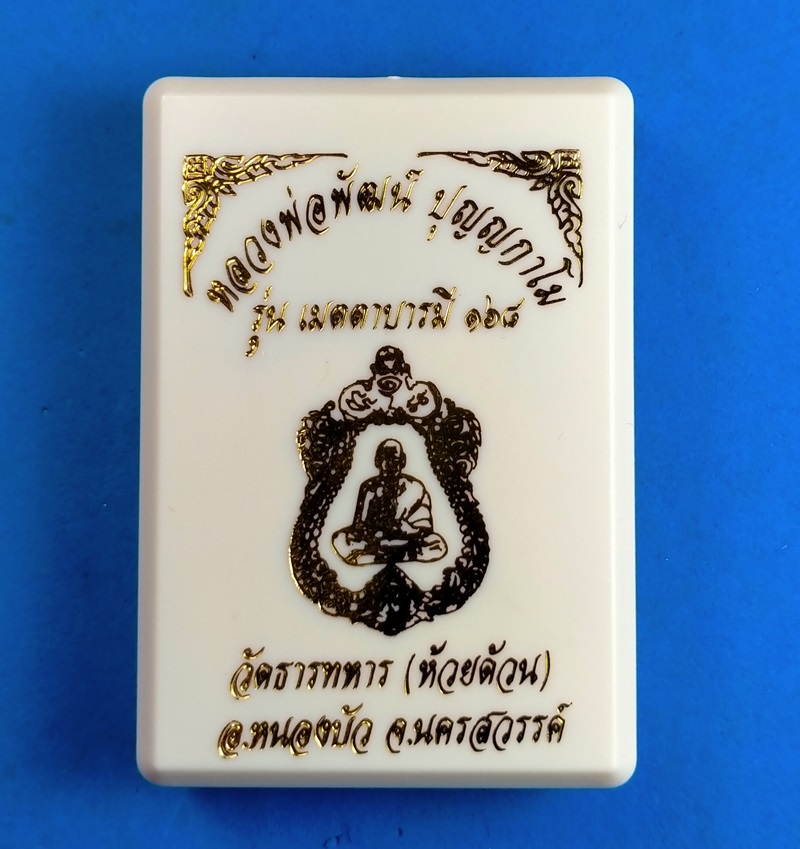 หลวงพ่อพัฒน์ ปุญญกาโม
รุ่น เมตตาบารมี ๑๖๘
วัดธารทหาร (ห้วยด้วน)
อ.หนองบัว จ.นครสวรรค์